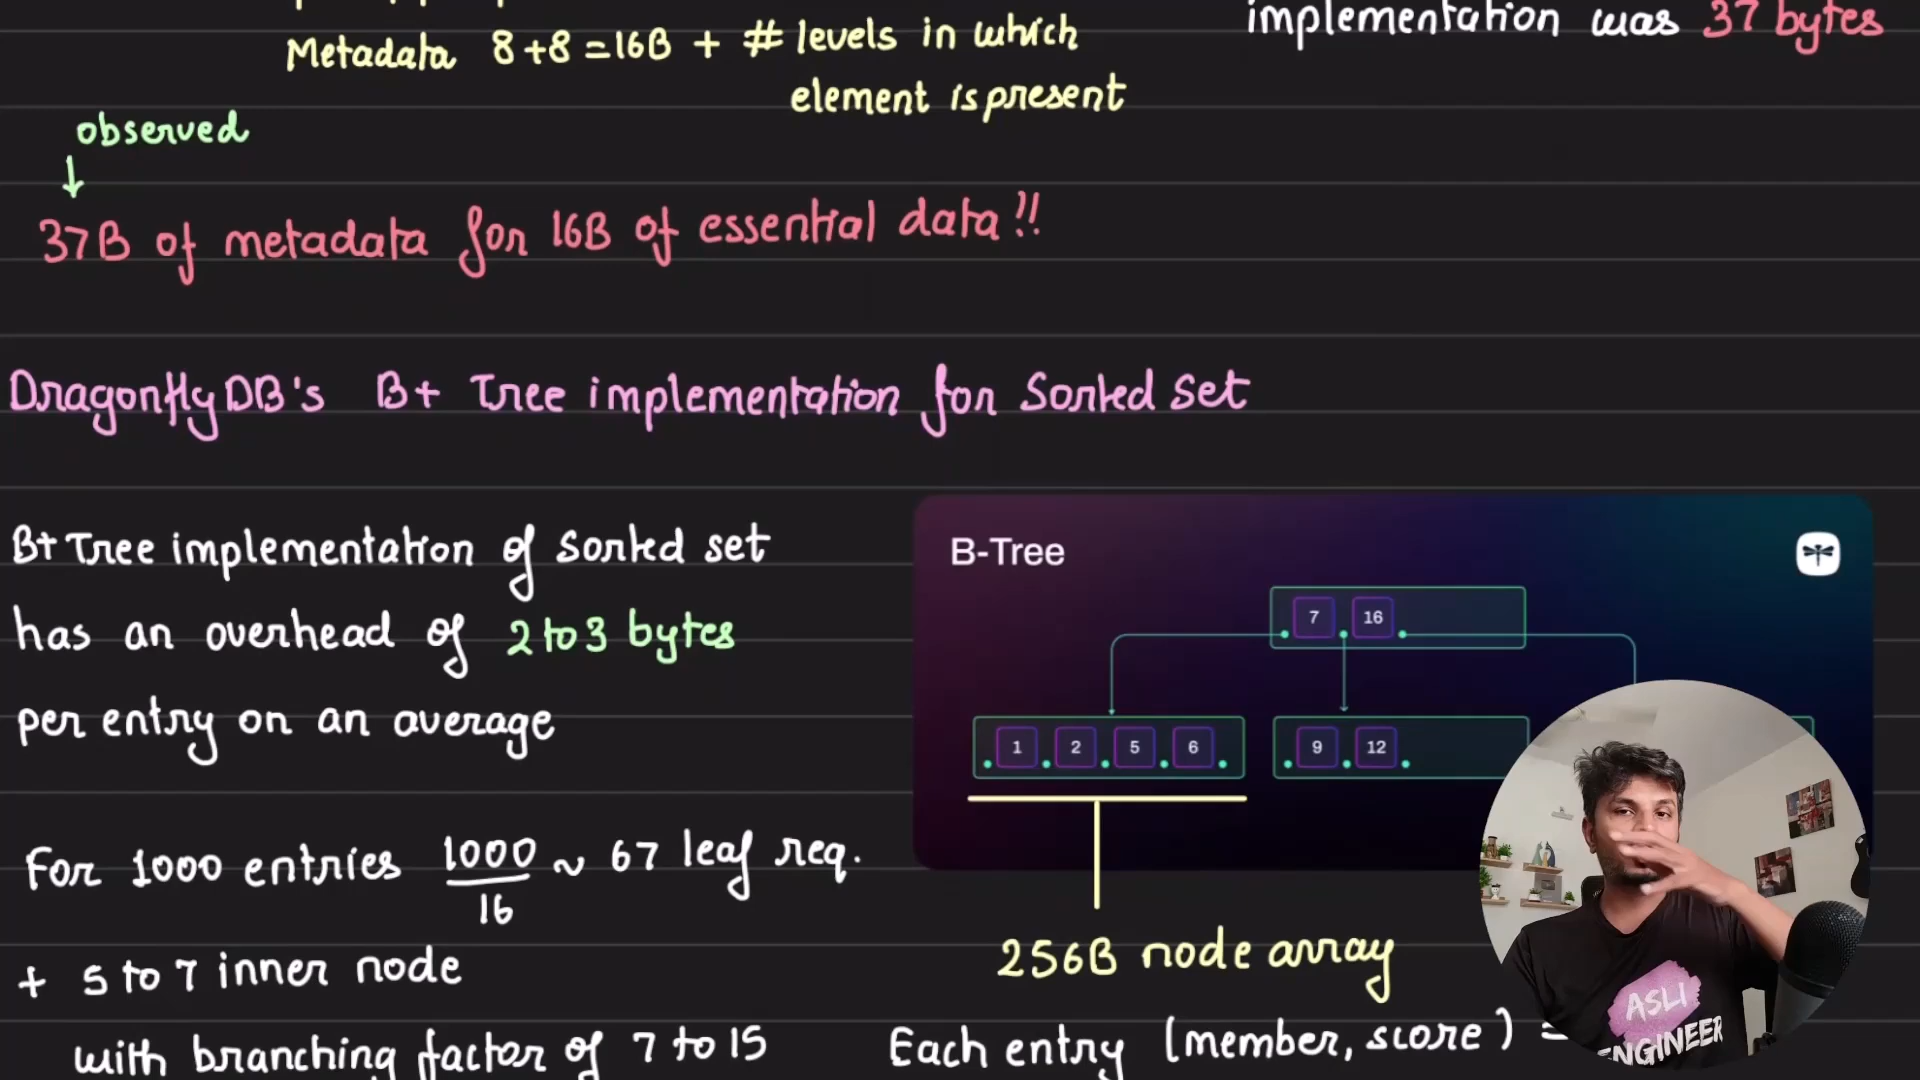 implementation was 37 bytes
Metadata 8+8=16B + # levels in which
element is present
observed
↓
37B of metadata for 16B of essential data!!
DragonflyDB's B+ Tree implementation for Sorted Set
B+ Tree implementation of sorted set
has an overhead of 2 to 3 bytes
per entry on an average
B-Tree
7 16
1 2 5 6 9 12
For 1000 entries 1000/16 ~ 67 leaf req.
+ 5 to 7 inner node
with branching factor of 7 to 15
256B node array
Each entry (member, score) =
ASLI
ENGINEER